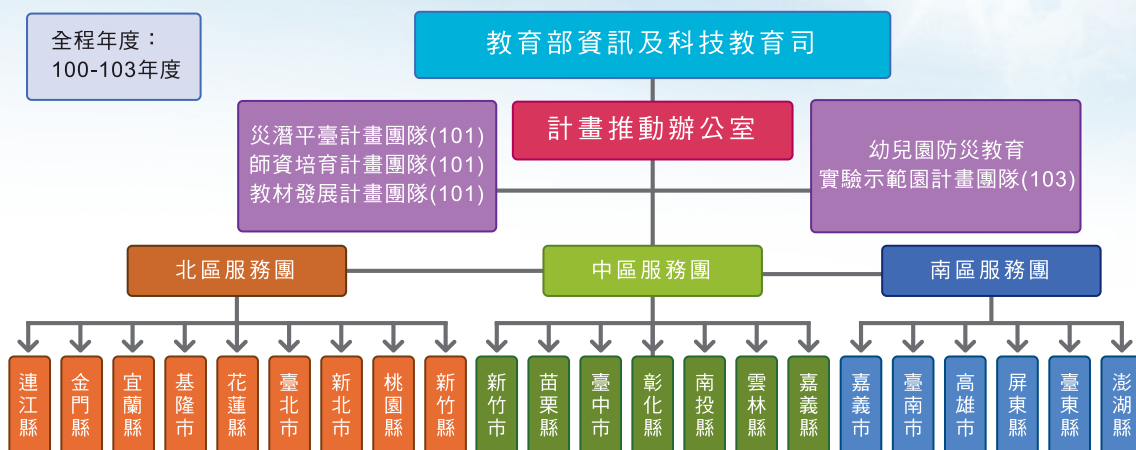 全程年度：
100-103年度
教育部資訊及科技教育司
計畫推動辦公室
災潛平臺計畫團隊(101)
師資培育計畫團隊(101)
教材發展計畫團隊(101)
幼兒園防災教育
實驗示範園計畫團隊(103)
北區服務團
中區服務團
南區服務團
連江縣
金門縣
宜蘭縣
基隆市
花蓮縣
臺北市
新北市
桃園縣
新竹縣
新竹市
苗栗縣
臺中市
彰化縣
南投縣
雲林縣
嘉義縣
嘉義市
臺南市
高雄市
屏東縣
臺東縣
澎湖縣